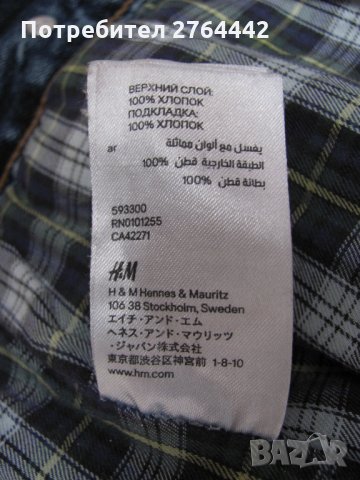 Потребител 2764442
ВЕРХНИЙ СЛОЙ:
100% ХЛОПОК
ПОДКЛАДКА:
100% ХЛОПОК
ar
يغسل مع ألوان مماثلة
الطبقة الخارجية قطن %100
بطانة قطن %100
593300
RN0101255
CA42271
H&M
H & M Hennes & Mauritz
106 38 Stockholm, Sweden
エイチ・アンド・エム
ヘネス・アンド・マウリッツ
・ジャパン株式会社
東京都渋谷区神宮前 1-8-10
www.hm.com
BAZAR
bg